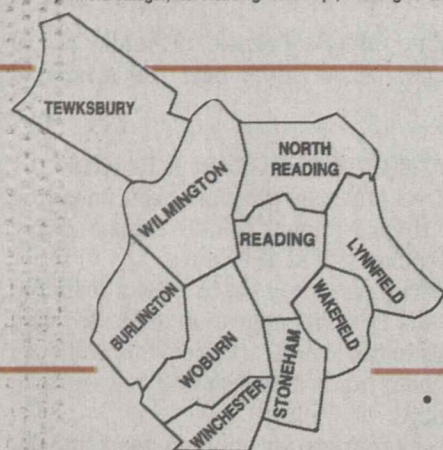 TEWKSBURY
NORTH
READING
WILMINGTON
READING
LYNNFIELD
BURLINGTON
WAKEFIELD
WOBURN
STONEHAM
WINCHESTER